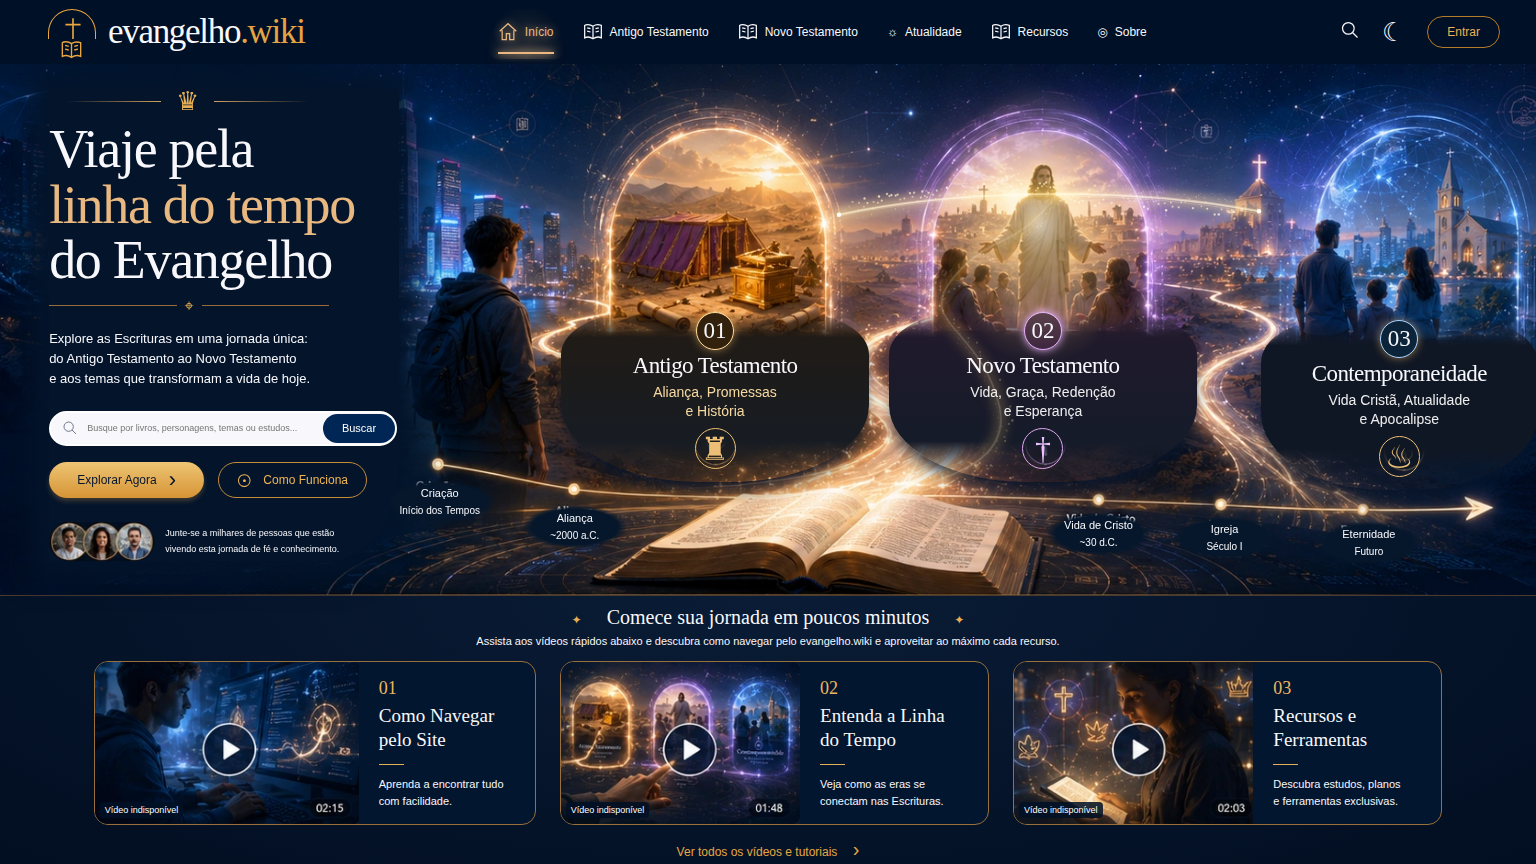 evangelho.wiki
Início
Antigo Testamento
Novo Testamento
Atualidade
Recursos
Sobre
Entrar
Viaje pela
linha do tempo
do Evangelho
Explore as Escrituras em uma jornada única:
do Antigo Testamento ao Novo Testamento
e aos temas que transformam a vida de hoje.
Busque por livros, personagens, temas ou estudos...
Buscar
Explorar Agora
Como Funciona
Junte-se a milhares de pessoas que estão
vivendo esta jornada de fé e conhecimento.
01
Antigo Testamento
Aliança, Promessas
e História
02
Novo Testamento
Vida, Graça, Redenção
e Esperança
03
Contemporaneidade
Vida Cristã, Atualidade
e Apocalipse
Criação
Início dos Tempos
Aliança
~2000 a.C.
Vida de Cristo
~30 d.C.
Igreja
Século I
Eternidade
Futuro
Comece sua jornada em poucos minutos
Assista aos vídeos rápidos abaixo e descubra como navegar pelo evangelho.wiki e aproveitar ao máximo cada recurso.
Vídeo indisponível
02:15
01
Como Navegar
pelo Site
Aprenda a encontrar tudo
com facilidade.
Vídeo indisponível
01:48
02
Entenda a Linha
do Tempo
Veja como as eras se
conectam nas Escrituras.
Vídeo indisponível
02:03
03
Recursos e
Ferramentas
Descubra estudos, planos
e ferramentas exclusivas.
Ver todos os vídeos e tutoriais